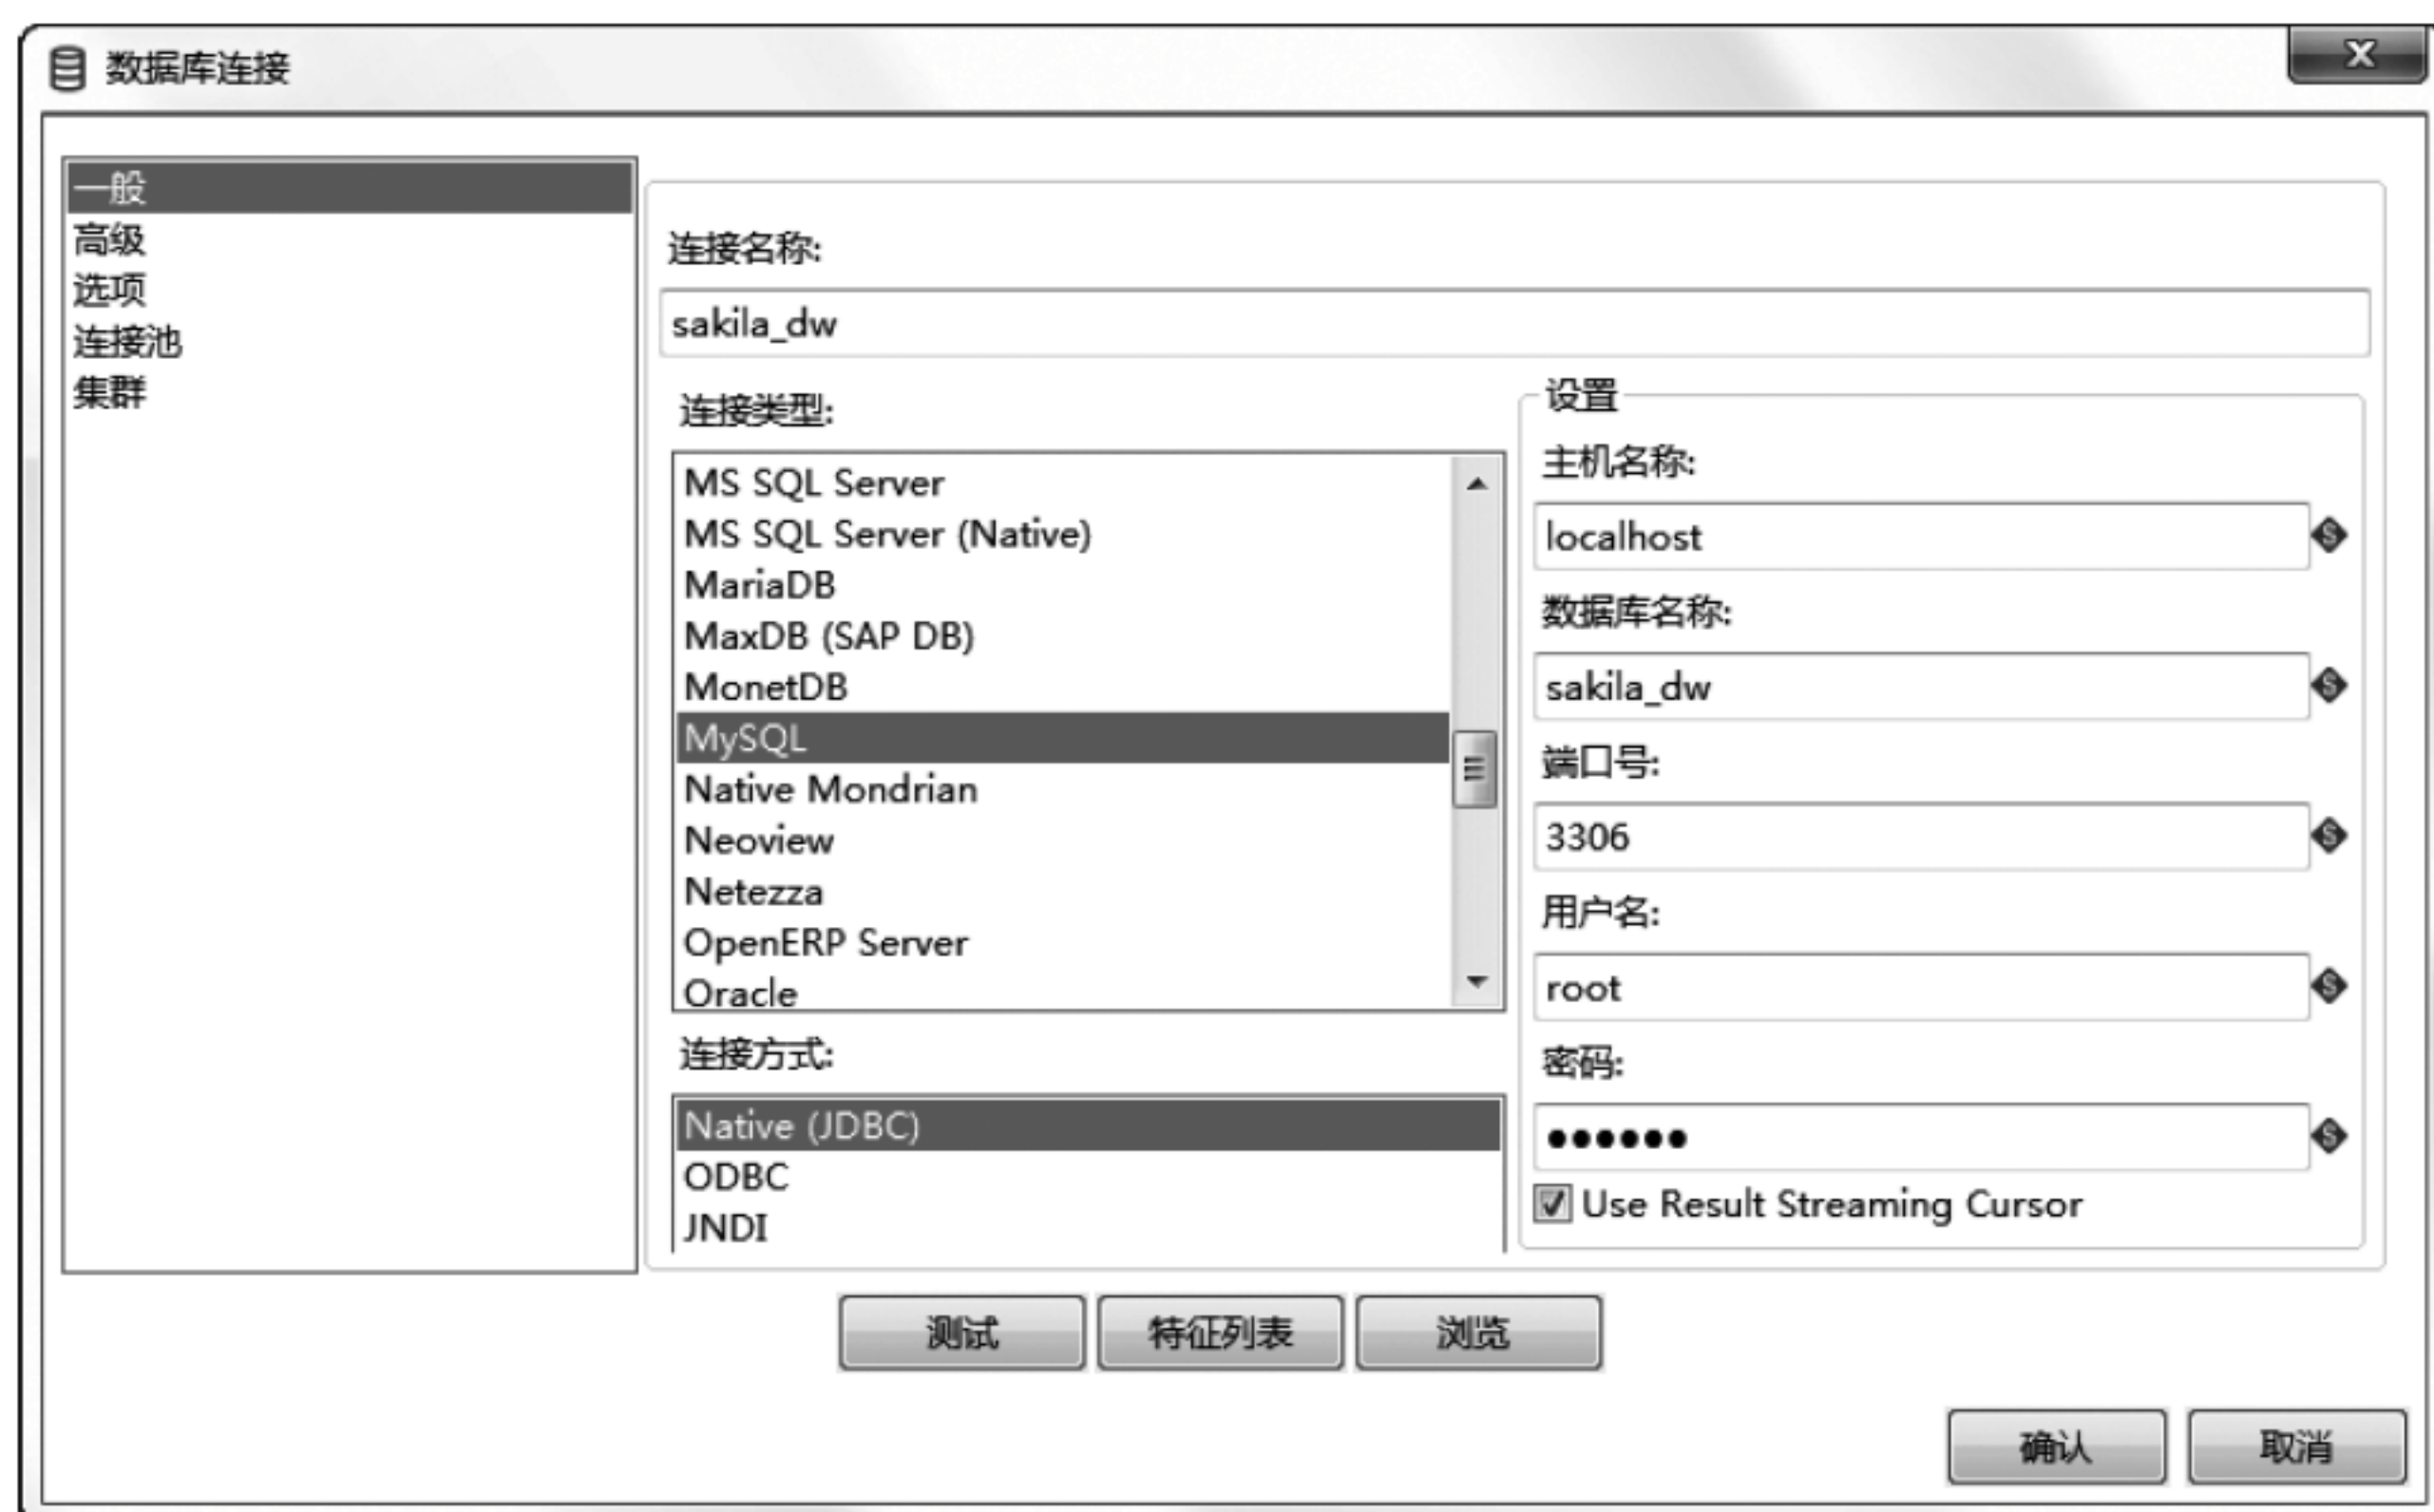 数据库连接
一般
高级
选项
连接池
集群
连接名称:
sakila_dw
连接类型:
MS SQL Server
MS SQL Server (Native)
MariaDB
MaxDB (SAP DB)
MonetDB
MySQL
Native Mondrian
Neoview
Netezza
OpenERP Server
Oracle
连接方式:
Native (JDBC)
ODBC
JNDI
设置
主机名称:
localhost
数据库名称:
sakila_dw
端口号:
3306
用户名:
root
密码:
●●●●●●
Use Result Streaming Cursor
测试 特征列表 浏览
确认 取消